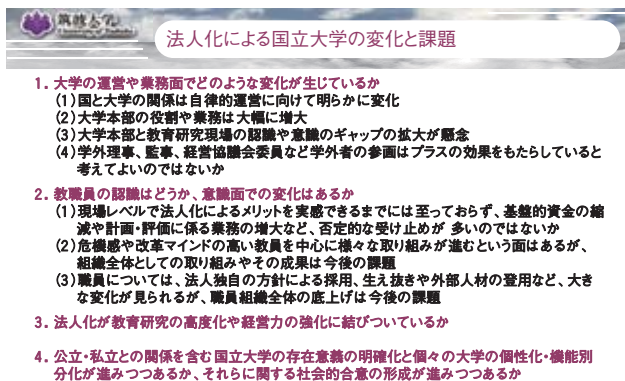 筑波大学
University of Tsukuba
法人化による国立大学の変化と課題
1. 大学の運営や業務面でどのような変化が生じているか
(1)国と大学の関係は自律的運営に向けて明らかに変化
(2)大学本部の役割や業務は大幅に増大
(3)大学本部と教育研究現場の認識や意識のギャップの拡大が懸念
(4)学外理事、監事、経営協議会委員など学外者の参画はプラスの効果をもたらしていると
考えてよいのではないか
2. 教職員の認識はどうか、意識面での変化はあるか
(1)現場レベルで法人化によるメリットを実感できるまでには至っておらず、基盤的資金の縮
減や計画・評価に係る業務の増大など、否定的な受け止めが 多いのではないか
(2)危機感や改革マインドの高い教員を中心に様々な取り組みが進むという面はあるが、
組織全体としての取り組みやその成果は今後の課題
(3)職員については、法人独自の方針による採用、生え抜きや外部人材の登用など、大き
な変化が見られるが、職員組織全体の底上げは今後の課題
3. 法人化が教育研究の高度化や経営力の強化に結びついているか
4. 公立・私立との関係を含む国立大学の存在意義の明確化と個々の大学の個性化・機能別
分化が進みつつあるか、それらに関する社会的合意の形成が進みつつあるか